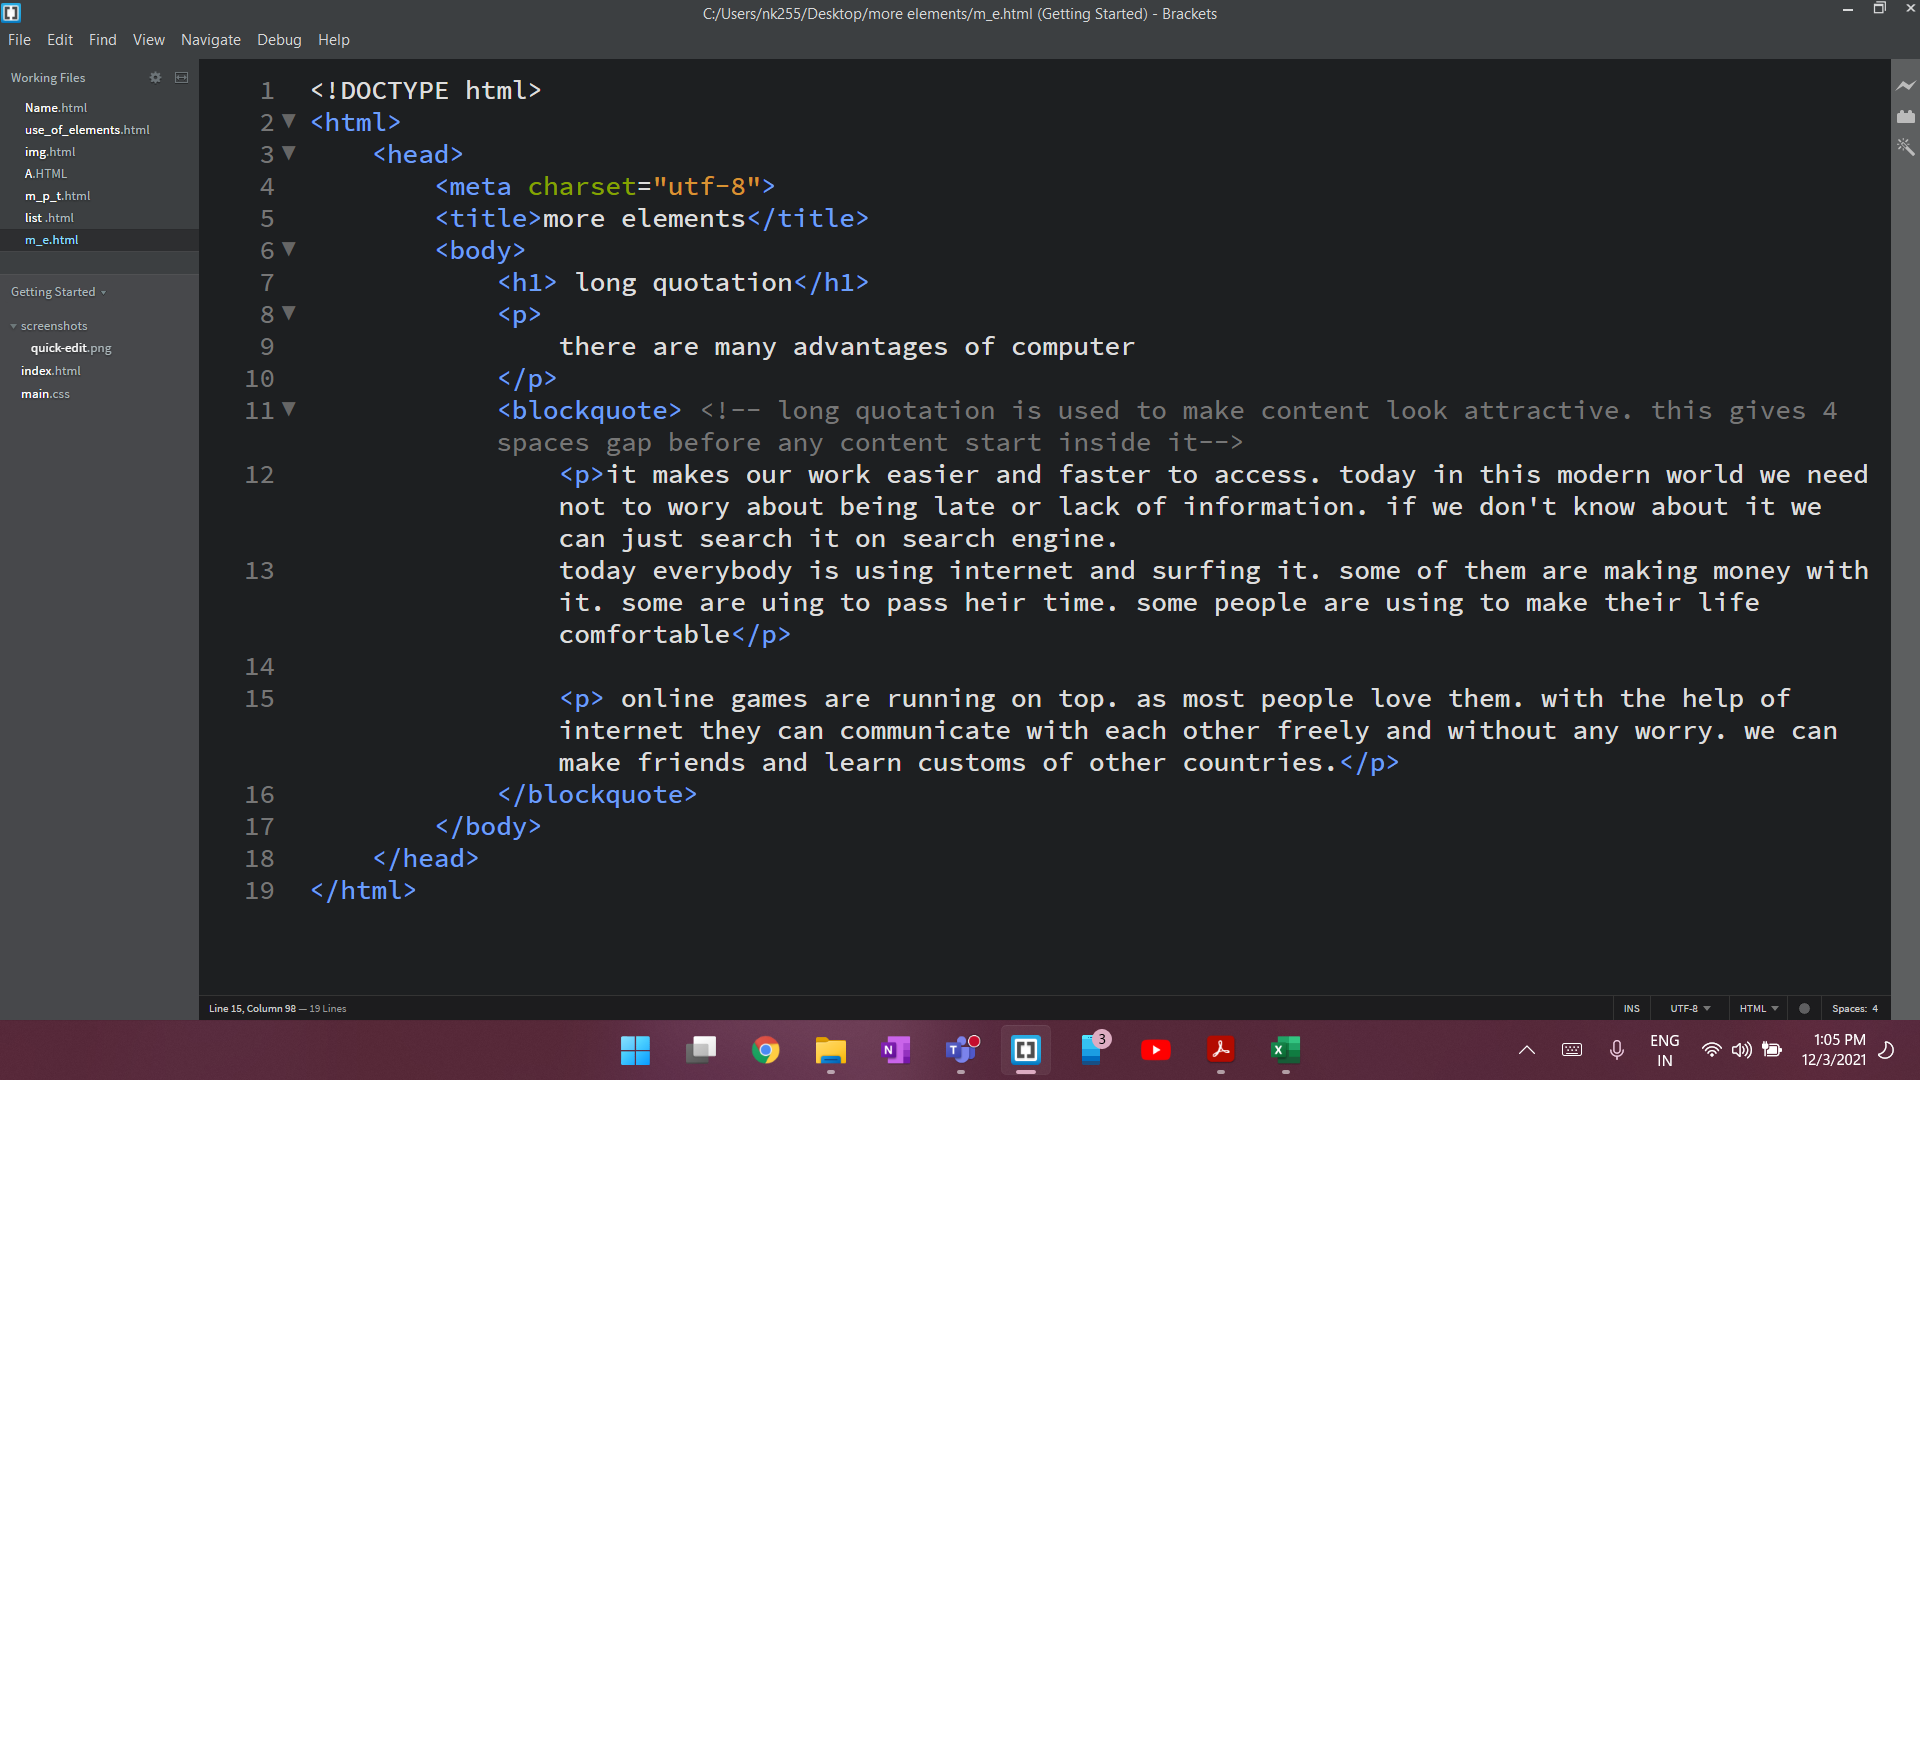 C:/Users/nk255/Desktop/more elements/m_e.html (Getting Started) - Brackets
File Edit Find View Navigate Debug Help
Working Files
Name.html
use_of_elements.html
img.html
A.HTML
m_p_t.html
list .html
m_e.html
Getting Started
screenshots
quick-edit.png
index.html
main.css
1 <!DOCTYPE html>
2 <html>
3 <head>
4 <meta charset="utf-8">
5 <title>more elements</title>
6 <body>
7 <h1> long quotation</h1>
8 <p>
9 there are many advantages of computer
10 </p>
11 <blockquote> <!-- long quotation is used to make content look attractive. this gives 4
spaces gap before any content start inside it-->
12 <p>it makes our work easier and faster to access. today in this modern world we need
not to wory about being late or lack of information. if we don't know about it we
can just search it on search engine.
13 today everybody is using internet and surfing it. some of them are making money with
it. some are uing to pass heir time. some people are using to make their life
comfortable</p>
14
15 <p> online games are running on top. as most people love them. with the help of
internet they can communicate with each other freely and without any worry. we can
make friends and learn customs of other countries.</p>
16 </blockquote>
17 </body>
18 </head>
19 </html>
Line 15, Column 98 — 19 Lines
INS UTF-8 HTML Spaces: 4
3
ENG
IN
1:05 PM
12/3/2021